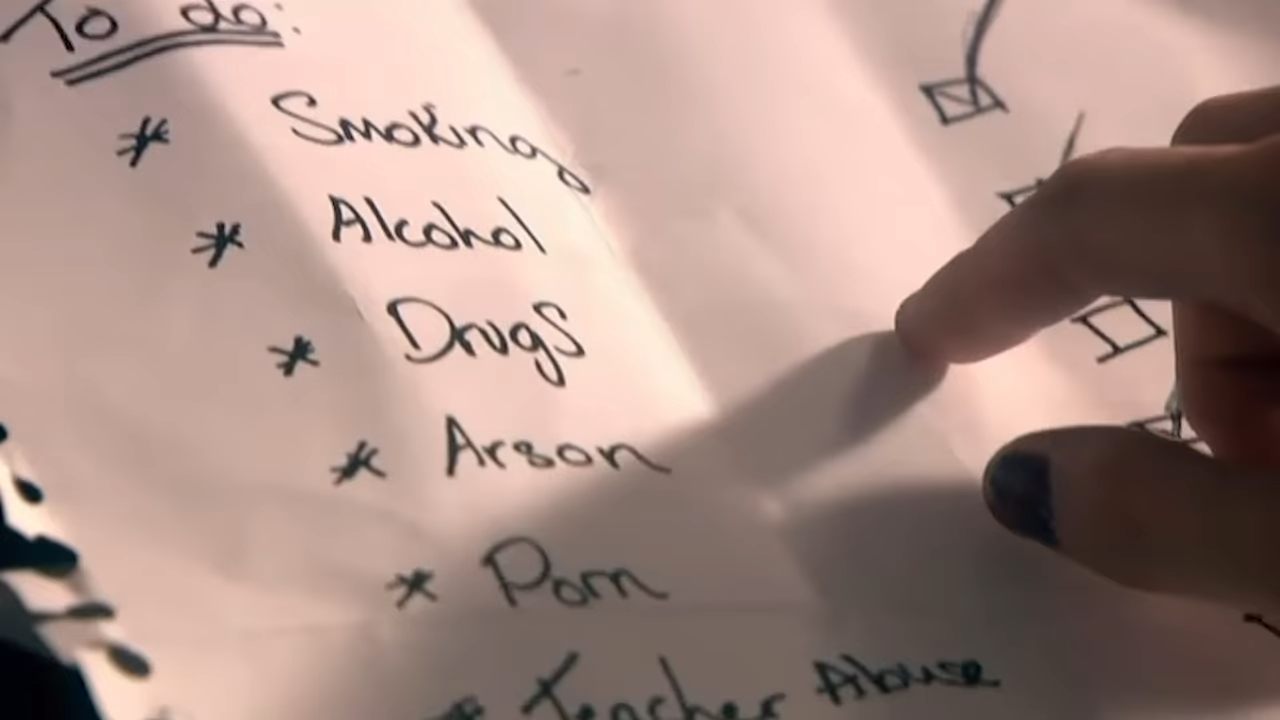 To do:
* Smoking
* Alcohol
* Drugs
* Arson
* Porn
* Teacher Abuse